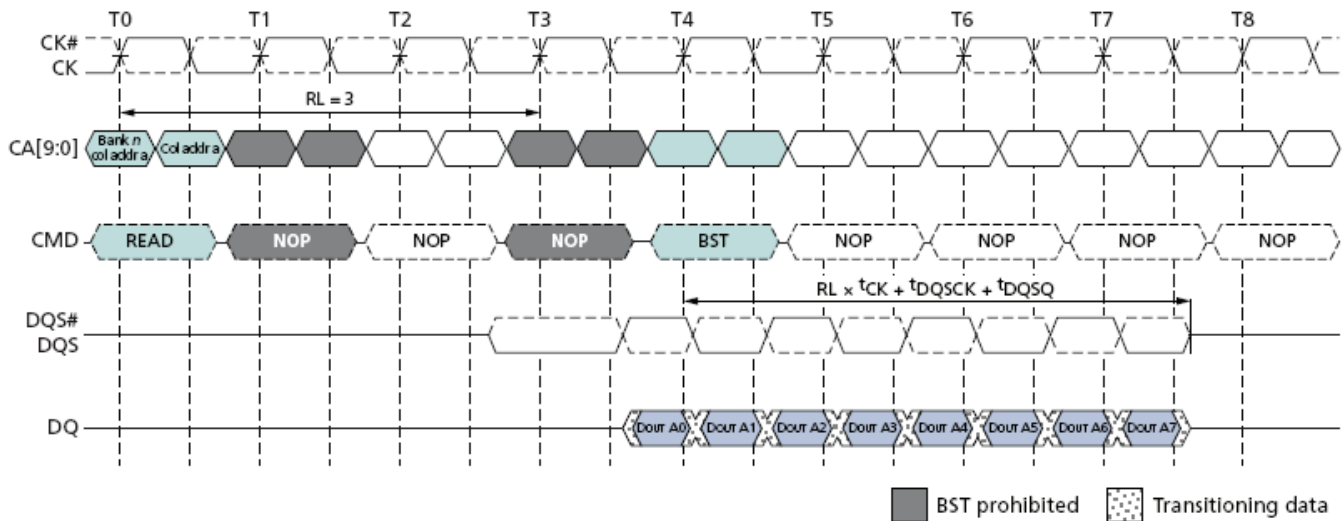 T0 T1 T2 T3 T4 T5 T6 T7 T8
CK#
CK
RL = 3
CA[9:0] Bank n col addr a Col addr a
CMD READ NOP NOP NOP BST NOP NOP NOP NOP
RL × tCK + tDQSCK + tDQSQ
DQS#
DQS
DQ DOUT A0 DOUT A1 DOUT A2 DOUT A3 DOUT A4 DOUT A5 DOUT A6 DOUT A7
BST prohibited Transitioning data